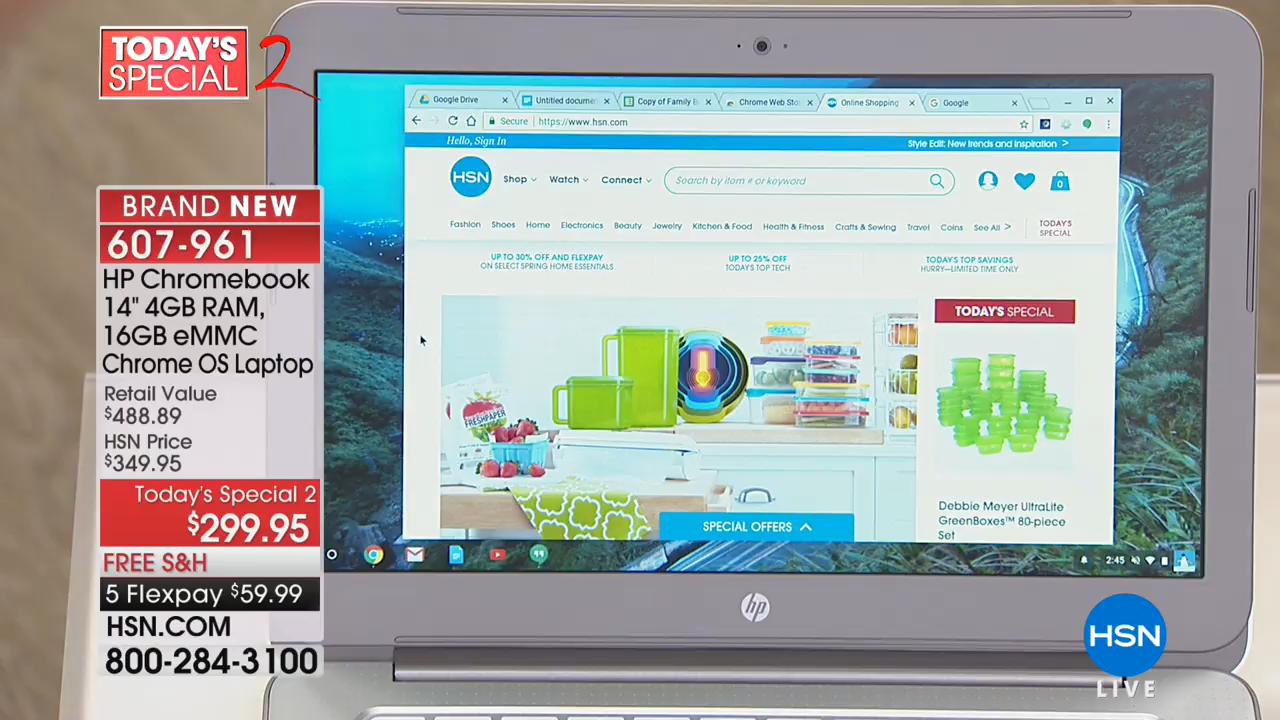 TODAY'S
SPECIAL 2
BRAND NEW
607-961
HP Chromebook
14" 4GB RAM,
16GB eMMC
Chrome OS Laptop
Retail Value
$488.89
HSN Price
$349.95
Today's Special 2
$299.95
FREE S&H
5 Flexpay $59.99
HSN.COM
800-284-3100
Google Drive
Untitled documen
Copy of Family B
Chrome Web Sto
Online Shopping
Google
Secure https://www.hsn.com
Hello, Sign In
Style Edit: New trends and inspiration >
HSN
Shop
Watch
Connect
Search by item # or keyword
0
Fashion Shoes Home Electronics Beauty Jewelry Kitchen & Food Health & Fitness Crafts & Sewing Travel Coins See All >
TODAY'S
SPECIAL
UP TO 30% OFF AND FLEXPAY
ON SELECT SPRING HOME ESSENTIALS
UP TO 25% OFF
TODAY'S TOP TECH
TODAY'S TOP SAVINGS
HURRY—LIMITED TIME ONLY
TODAY'S SPECIAL
FRESHPAPER
Debbie Meyer UltraLite
GreenBoxes™ 80-piece
Set
SPECIAL OFFERS
2:45
hp
HSN
LIVE